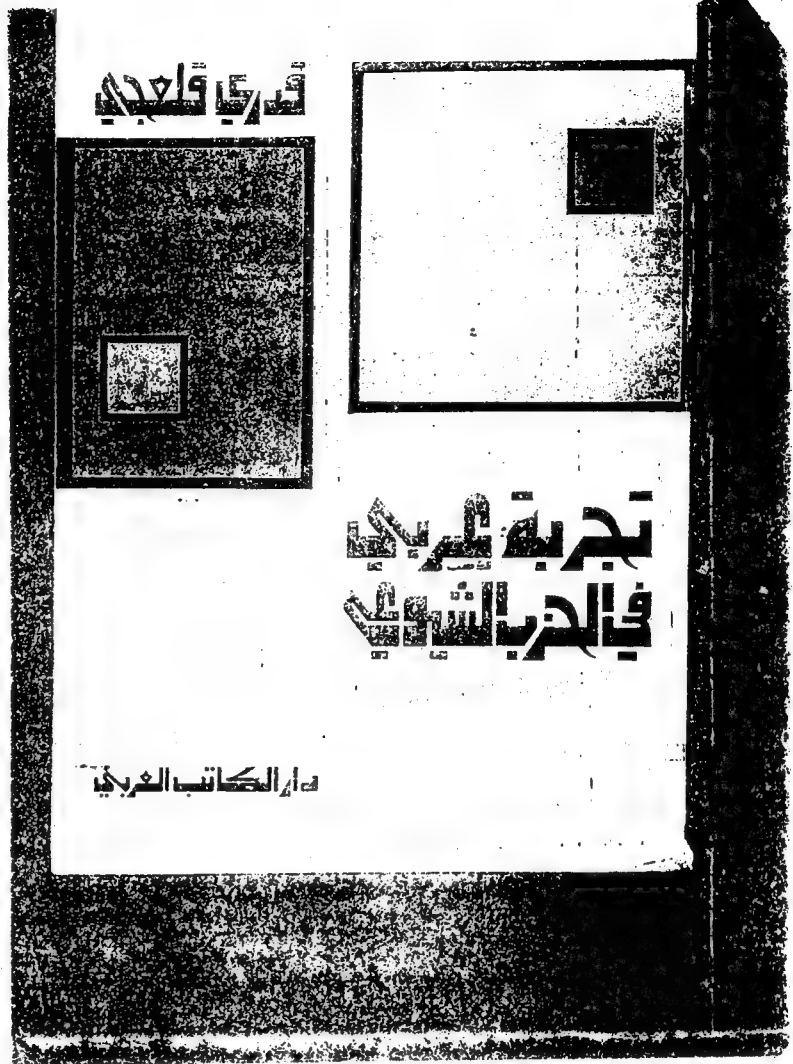 قدري قلعجي
تجربة عربي
في الحزب الشيوعي
دار الكاتب العربي